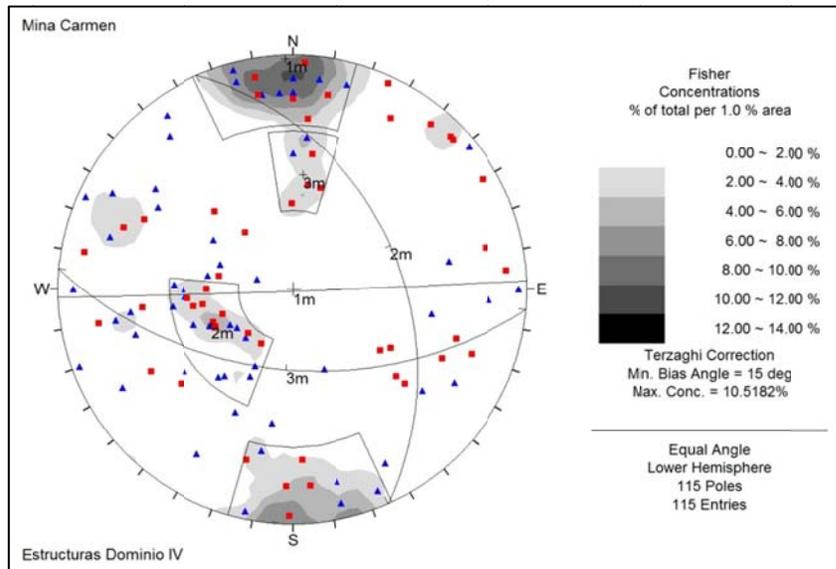 Mina Carmen
N
1m
3m
2m
W
1m
E
2m
3m
S
Estructuras Dominio IV
Fisher
Concentrations
% of total per 1.0 % area
0.00 ~ 2.00 %
2.00 ~ 4.00 %
4.00 ~ 6.00 %
6.00 ~ 8.00 %
8.00 ~ 10.00 %
10.00 ~ 12.00 %
12.00 ~ 14.00 %
Terzaghi Correction
Mn. Bias Angle = 15 deg
Nax. Conc. = 10.5182%
Equal Angle
Lower Hemisphere
115 Poles
115 Entries